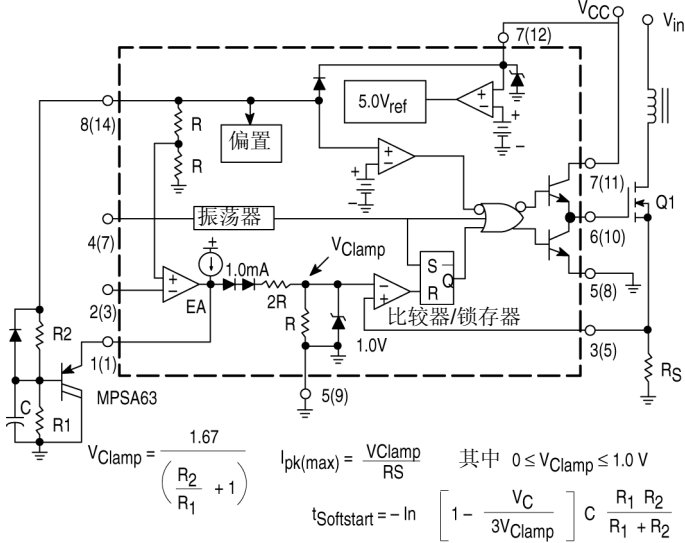 VCC
Vin
7(12)
5.0Vref
+
−
+
−
8(14)
R
偏置
R
+
−
+
−
7(11)
Q1
4(7)
振荡器
VClamp
6(10)
+
1.0mA
S
Q
R
5(8)
+
−
2(3)
EA
2R
R
−
+
比较器/锁存器
1.0V
3(5)
R2
1(1)
MPSA63
5(9)
RS
C
R1
VClamp = 1.67 / (R2/R1 + 1)
Ipk(max) = VClamp / RS
其中 0 ≤ VClamp ≤ 1.0 V
tSoftstart = − In [1 − VC / 3VClamp] C R1 R2 / R1 + R2